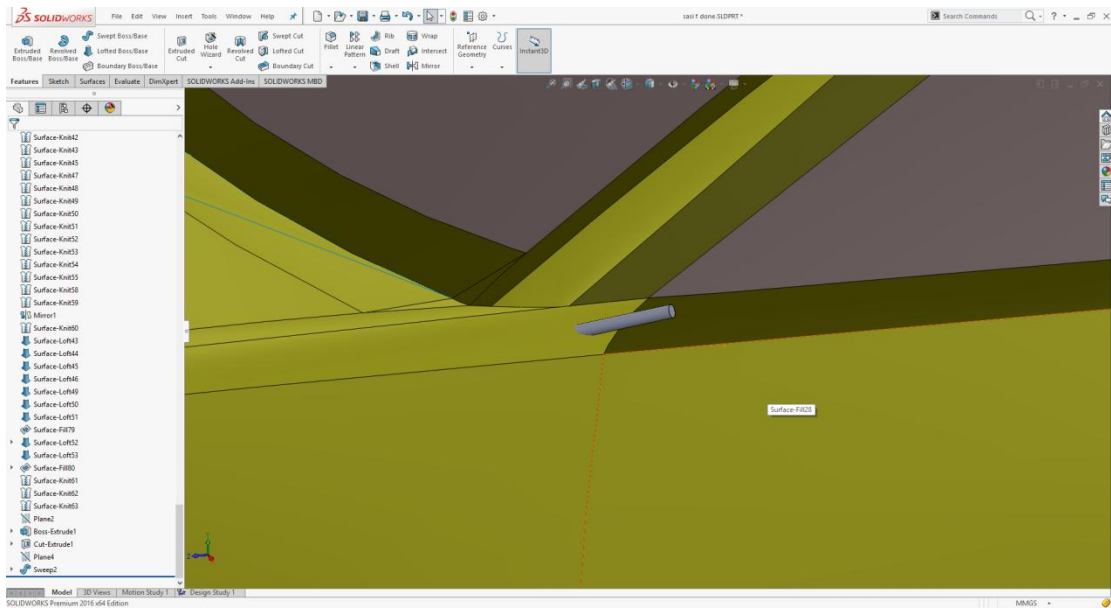 SOLIDWORKS File Edit View Insert Tools Window Help sasi f done.SLDPRT * Search Commands
Extruded Boss/Base
Revolved Boss/Base
Swept Boss/Base
Lofted Boss/Base
Boundary Boss/Base
Extruded Cut
Hole Wizard
Revolved Cut
Swept Cut
Lofted Cut
Boundary Cut
Fillet
Linear Pattern
Rib
Draft
Shell
Wrap
Intersect
Mirror
Reference Geometry
Curves
Instant3D
Features Sketch Surfaces Evaluate DimXpert SOLIDWORKS Add-Ins SOLIDWORKS MBD
Surface-Knit42
Surface-Knit43
Surface-Knit45
Surface-Knit47
Surface-Knit48
Surface-Knit49
Surface-Knit50
Surface-Knit51
Surface-Knit52
Surface-Knit53
Surface-Knit54
Surface-Knit55
Surface-Knit58
Surface-Knit59
Mirror1
Surface-Knit60
Surface-Loft43
Surface-Loft44
Surface-Loft45
Surface-Loft46
Surface-Loft49
Surface-Loft50
Surface-Loft51
Surface-Fill79
Surface-Loft52
Surface-Loft53
Surface-Fill80
Surface-Knit61
Surface-Knit62
Surface-Knit63
Plane2
Boss-Extrude1
Cut-Extrude1
Plane4
Sweep2
Surface-Fill28
Model 3D Views Motion Study 1 Design Study 1
SOLIDWORKS Premium 2016 x64 Edition MMGS